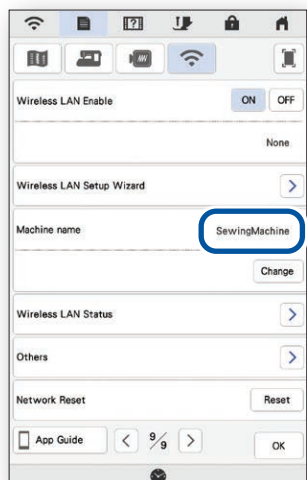 Wireless LAN Enable
ON OFF
None
Wireless LAN Setup Wizard
Machine name
SewingMachine
Change
Wireless LAN Status
Others
Network Reset
Reset
App Guide
9/9
OK